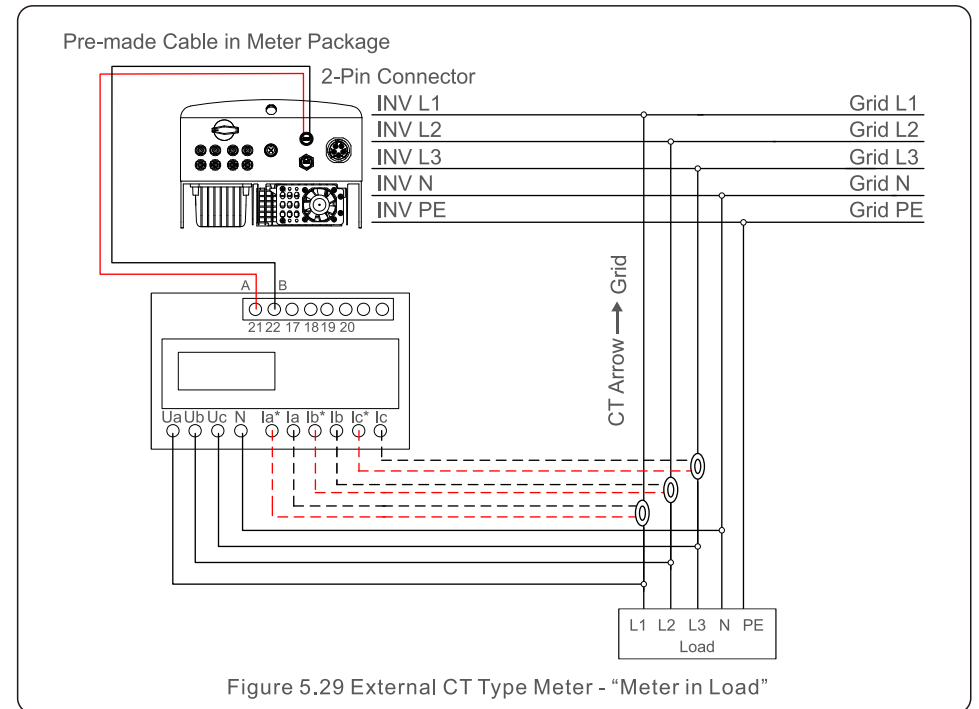 Pre-made Cable in Meter Package
2-Pin Connector
INV L1 Grid L1
INV L2 Grid L2
INV L3 Grid L3
INV N Grid N
INV PE Grid PE
CT Arrow → Grid
A B
21 22 17 18 19 20
Ua Ub Uc N Ia* Ia Ib* Ib Ic* Ic
L1 L2 L3 N PE
Load
Figure 5.29 External CT Type Meter - “Meter in Load”